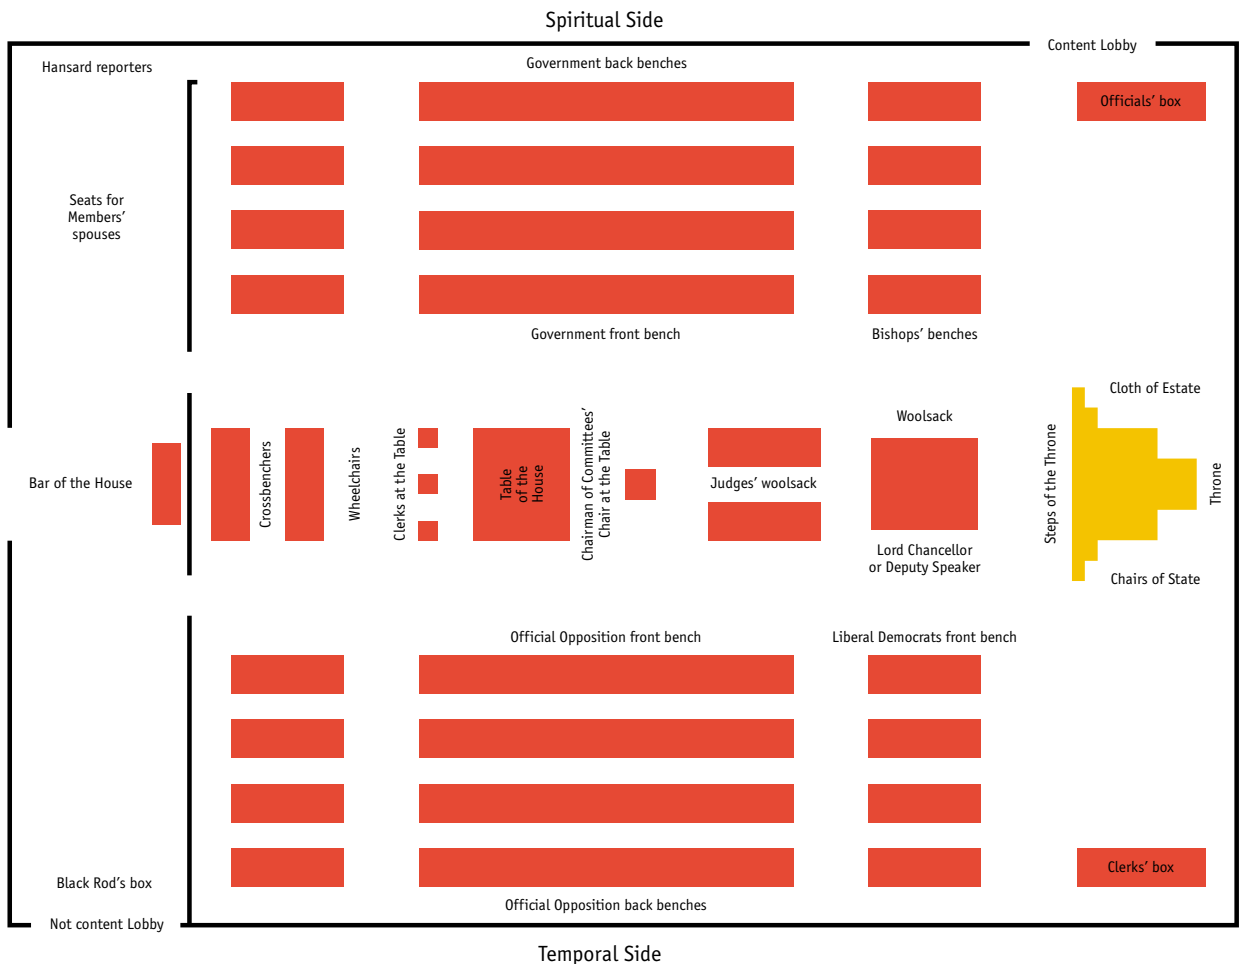 Spiritual Side
Content Lobby
Hansard reporters
Government back benches
Officials’ box
Seats for
Members’
spouses
Government front bench
Bishops’ benches
Bar of the House
Crossbenchers
Wheelchairs
Clerks at the Table
Table
of the
House
Chairman of Committees’
Chair at the Table
Judges’ woolsack
Woolsack
Lord Chancellor
or Deputy Speaker
Steps of the Throne
Cloth of Estate
Throne
Chairs of State
Official Opposition front bench
Liberal Democrats front bench
Black Rod’s box
Clerks’ box
Official Opposition back benches
Not content Lobby
Temporal Side